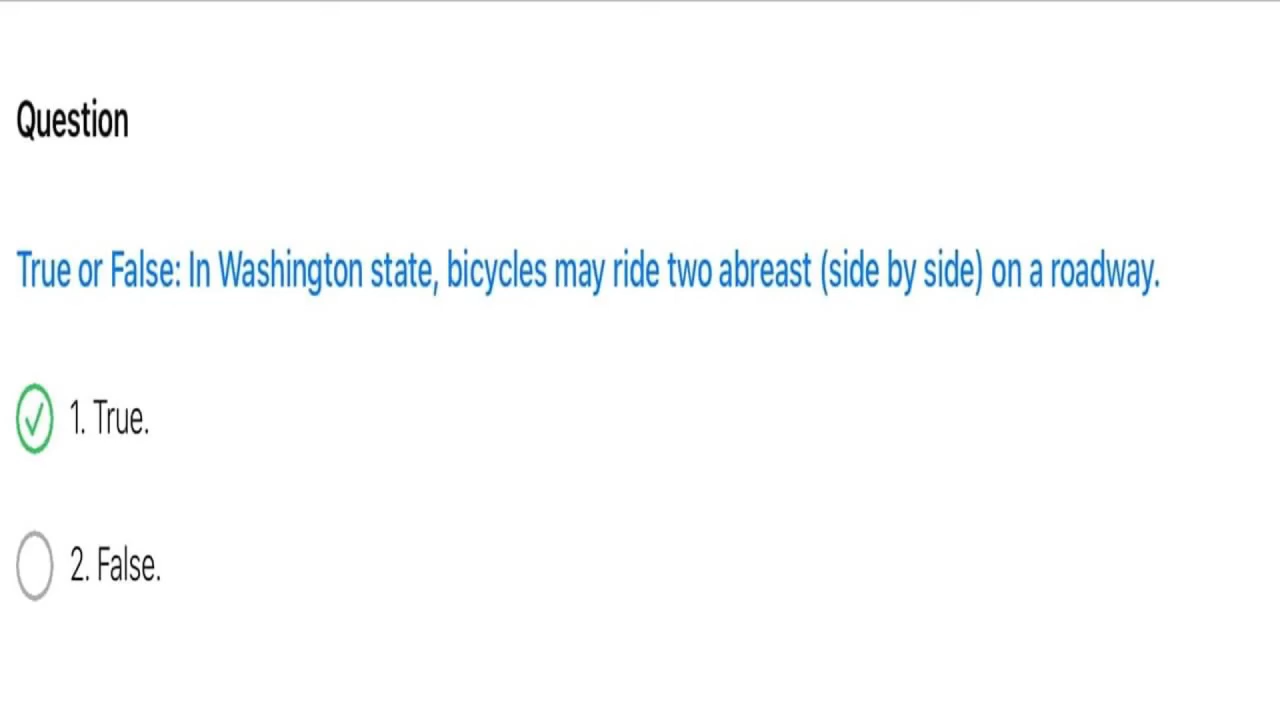 Question
True or False: In Washington state, bicycles may ride two abreast (side by side) on a roadway.
1. True.
2. False.